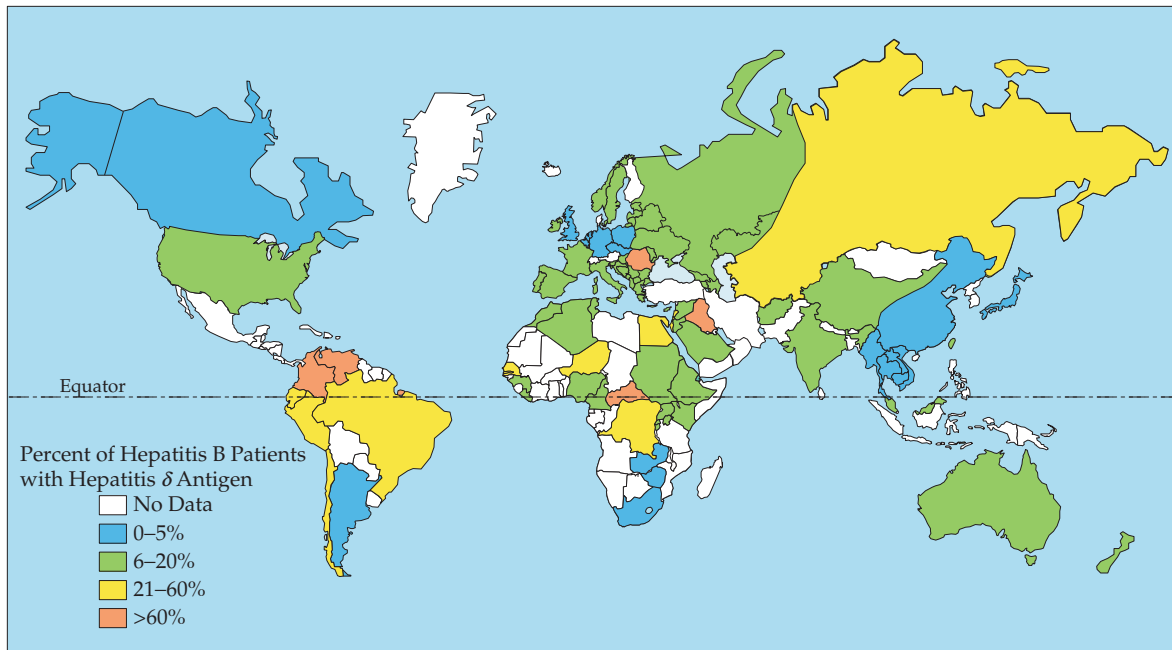 Equator
Percent of Hepatitis B Patients
with Hepatitis δ Antigen
No Data
0–5%
6–20%
21–60%
>60%